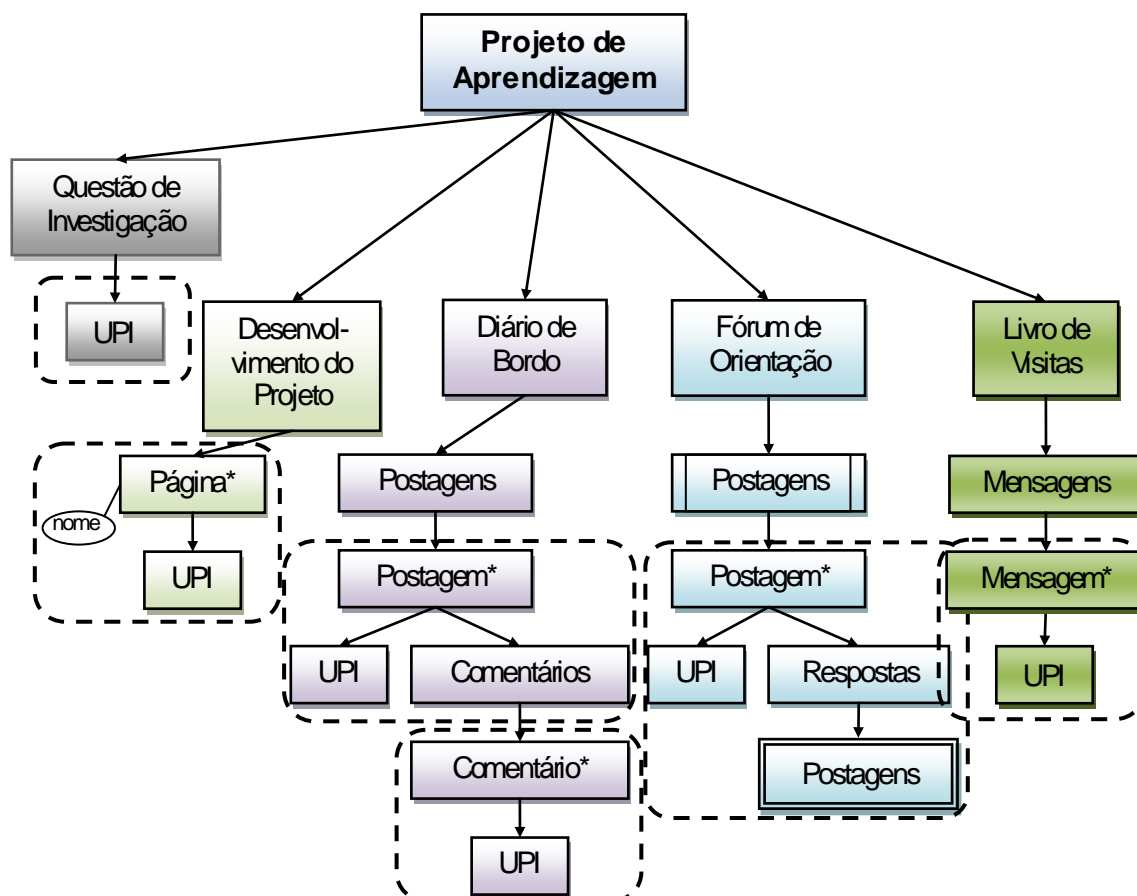 Projeto de
Aprendizagem
Questão de
Investigação
UPI
Desenvol-
vimento do
Projeto
Diário de
Bordo
Fórum de
Orientação
Livro de
Visitas
Página*
nome
UPI
Postagens
Postagens
Mensagens
Postagem*
Postagem*
Mensagem*
UPI
Comentários
UPI
Respostas
UPI
Comentário*
Postagens
UPI